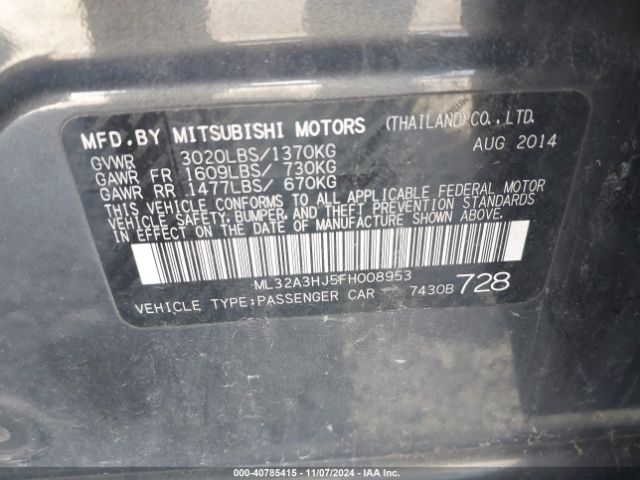 MFD. BY MITSUBISHI MOTORS (THAILAND) CO., LTD.
GVWR 3020LBS/1370KG AUG 2014
GAWR FR 1609LBS/ 730KG
GAWR RR 1477LBS/ 670KG
THIS VEHICLE CONFORMS TO ALL APPLICABLE FEDERAL MOTOR
VEHICLE SAFETY, BUMPER, AND THEFT PREVENTION STANDARDS
IN EFFECT ON THE DATE OF MANUFACTURE SHOWN ABOVE.
ML32A3HJ5FH008953
VEHICLE TYPE:PASSENGER CAR 7430B 728
000-40785415 - 11/07/2024 - IAA Inc.